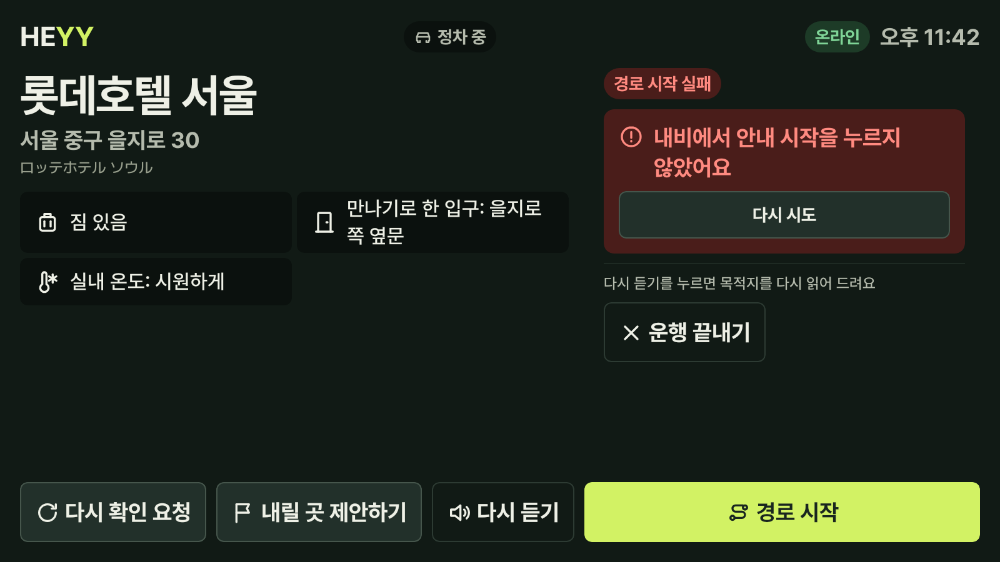 HEYY
정차 중
온라인
오후 11:42
롯데호텔 서울
서울 중구 을지로 30
ロッテホテル ソウル
짐 있음
만나기로 한 입구: 을지로
쪽 옆문
실내 온도: 시원하게
경로 시작 실패
내비에서 안내 시작을 누르지
않았어요
다시 시도
다시 듣기를 누르면 목적지를 다시 읽어 드려요
운행 끝내기
다시 확인 요청
내릴 곳 제안하기
다시 듣기
경로 시작